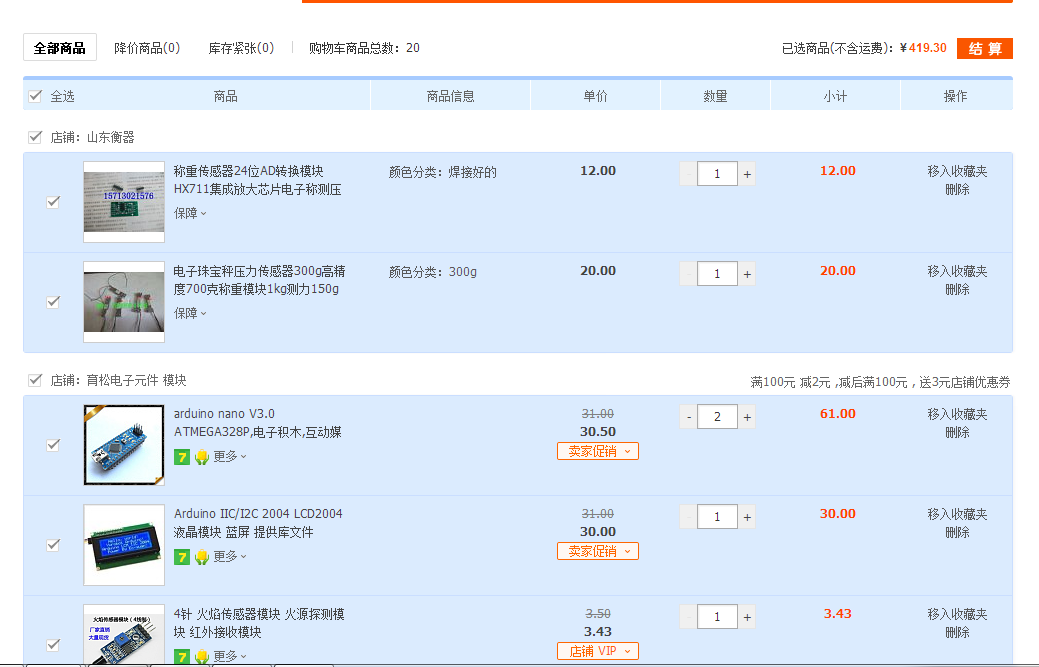 全部商品 降价商品(0) 库存紧张(0) 购物车商品总数：20 已选商品(不含运费)：¥419.30 结 算
全选 商品 商品信息 单价 数量 小计 操作
店铺：山东衡器
称重传感器24位AD转换模块 颜色分类：焊接好的 12.00 - 1 + 12.00 移入收藏夹
HX711集成放大芯片电子称测压 删除
15713021576
保障
电子珠宝秤压力传感器300g高精 颜色分类：300g 20.00 - 1 + 20.00 移入收藏夹
度700克称重模块1kg测力150g 删除
保障
店铺：育松电子元件 模块 满100元 减2元 ,减后满100元，送3元店铺优惠券
arduino nano V3.0 31.00 - 2 + 61.00 移入收藏夹
ATMEGA328P,电子积木,互动媒 30.50 删除
7 更多 卖家促销
Arduino IIC/I2C 2004 LCD2004 31.00 - 1 + 30.00 移入收藏夹
液晶模块 蓝屏 提供库文件 30.00 删除
7 更多 卖家促销
4针 火焰传感器模块 火源探测模 3.50 - 1 + 3.43 移入收藏夹
块 红外接收模块 3.43 删除
火焰传感器模块（4线制）
厂家直销
大量现货
7 更多 店铺 VIP